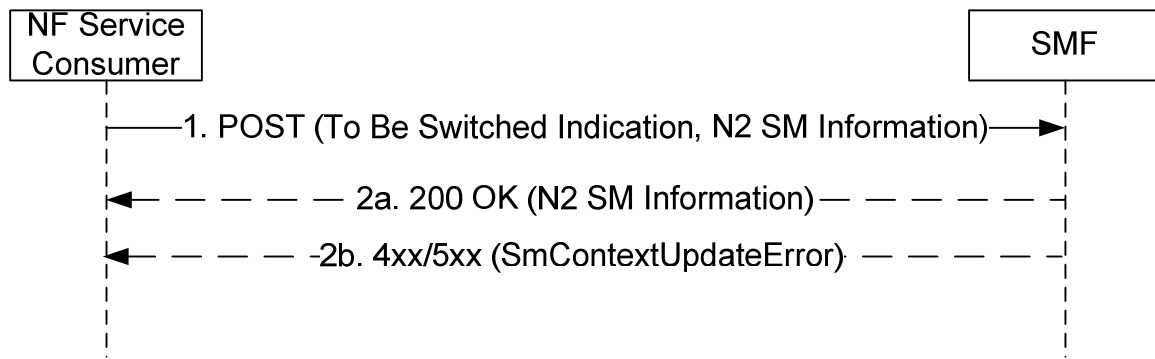 NF Service
Consumer
SMF
1. POST (To Be Switched Indication, N2 SM Information)
2a. 200 OK (N2 SM Information)
2b. 4xx/5xx (SmContextUpdateError)